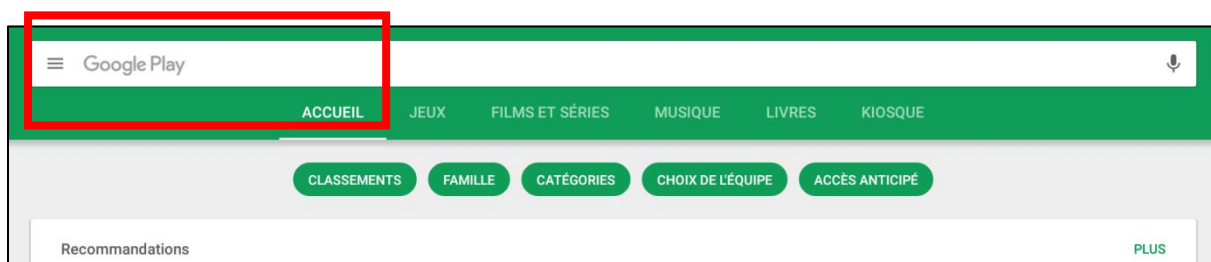 Google Play
ACCUEIL JEUX FILMS ET SÉRIES MUSIQUE LIVRES KIOSQUE
CLASSEMENTS FAMILLE CATÉGORIES CHOIX DE L'ÉQUIPE ACCÈS ANTICIPÉ
Recommandations PLUS